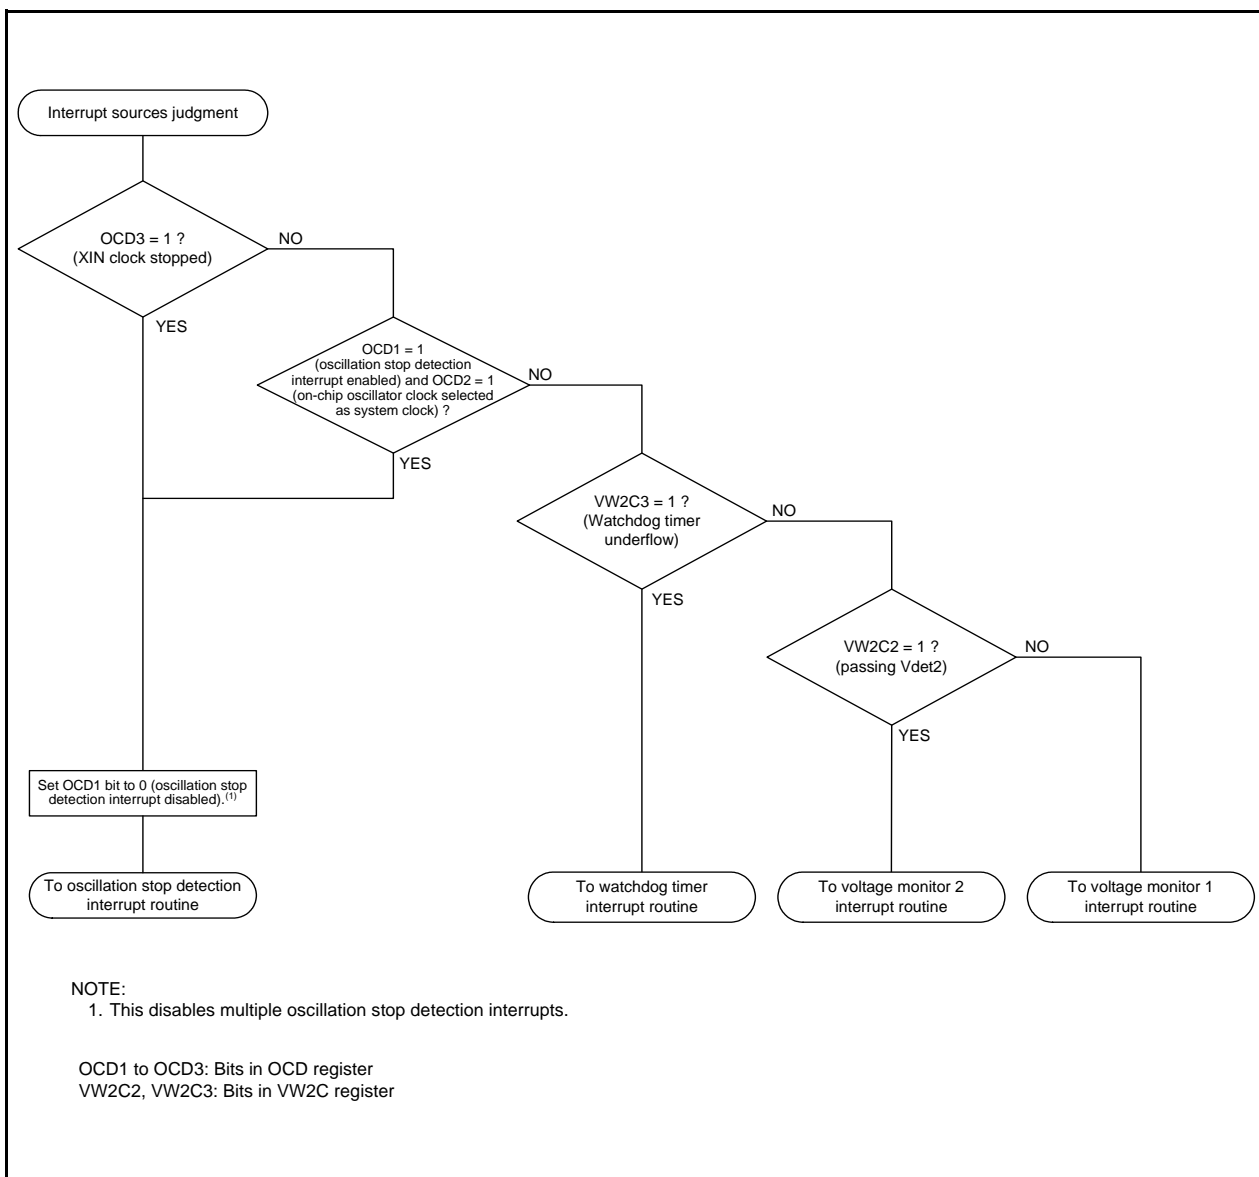 Interrupt sources judgment
OCD3 = 1 ?
(XIN clock stopped)
NO
YES
OCD1 = 1
(oscillation stop detection
interrupt enabled) and OCD2 = 1
(on-chip oscillator clock selected
as system clock) ?
NO
YES
VW2C3 = 1 ?
(Watchdog timer
underflow)
NO
YES
VW2C2 = 1 ?
(passing Vdet2)
NO
YES
Set OCD1 bit to 0 (oscillation stop
detection interrupt disabled).(1)
To oscillation stop detection
interrupt routine
To watchdog timer
interrupt routine
To voltage monitor 2
interrupt routine
To voltage monitor 1
interrupt routine
NOTE:
1. This disables multiple oscillation stop detection interrupts.
OCD1 to OCD3: Bits in OCD register
VW2C2, VW2C3: Bits in VW2C register